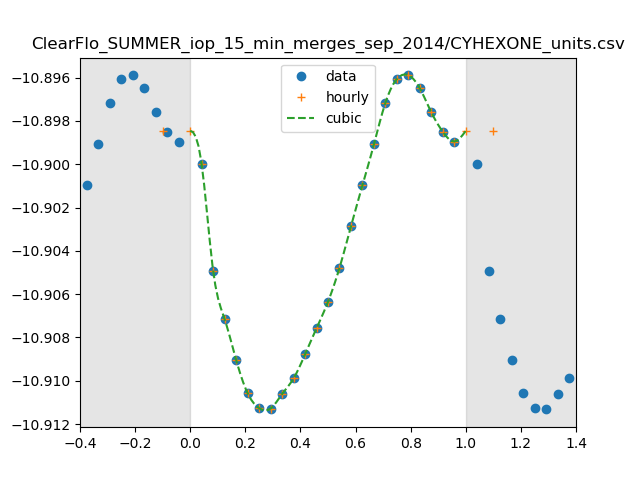 ClearFlo_SUMMER_iop_15_min_merges_sep_2014/CYHEXONE_units.csv
data
hourly
cubic
−10.896
−10.898
−10.900
−10.902
−10.904
−10.906
−10.908
−10.910
−10.912
−0.4 −0.2 0.0 0.2 0.4 0.6 0.8 1.0 1.2 1.4